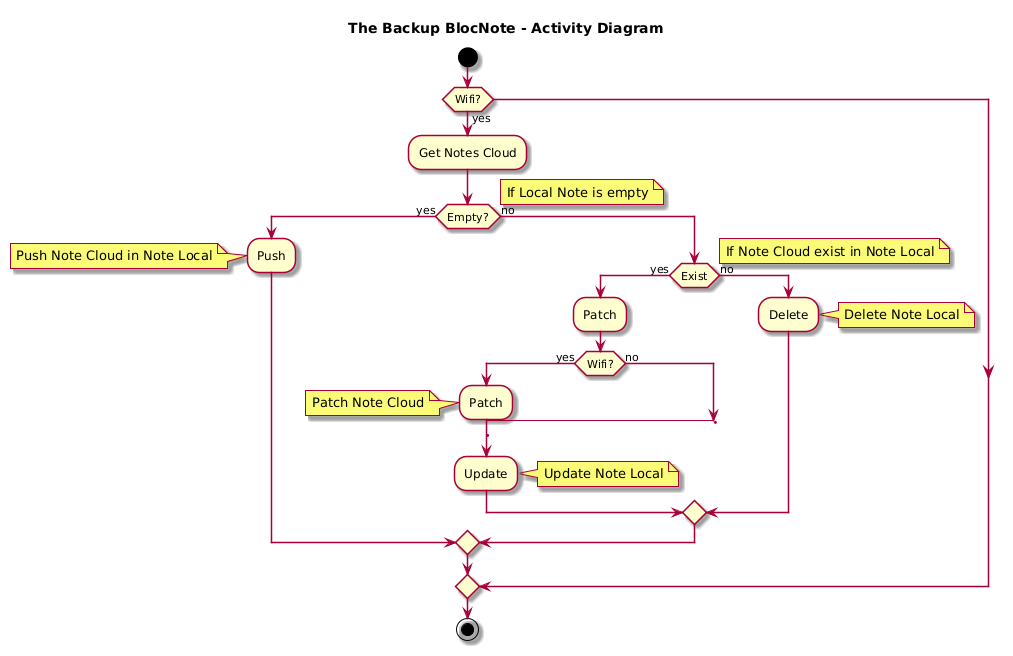 The Backup BlocNote - Activity Diagram
Wifi?
yes
Get Notes Cloud
If Local Note is empty
yes
Empty?
no
Push Note Cloud in Note Local
Push
If Note Cloud exist in Note Local
yes
Exist
no
Patch
Delete
Delete Note Local
yes
Wifi?
no
Patch Note Cloud
Patch
Update
Update Note Local